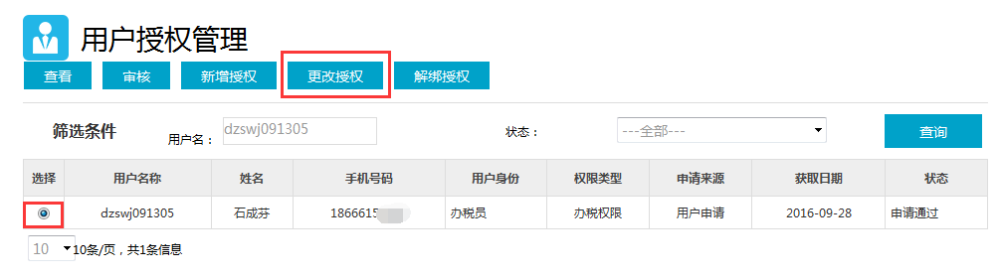 用户授权管理
查看 审核 新增授权 更改授权 解绑授权
筛选条件 用户名： dzswj091305 状态： ---全部--- 查询
选择 用户名称 姓名 手机号码 用户身份 权限类型 申请来源 获取日期 状态
dzswj091305 石成芬 1866615 办税员 办税权限 用户申请 2016-09-28 申请通过
10 10条/页，共1条信息